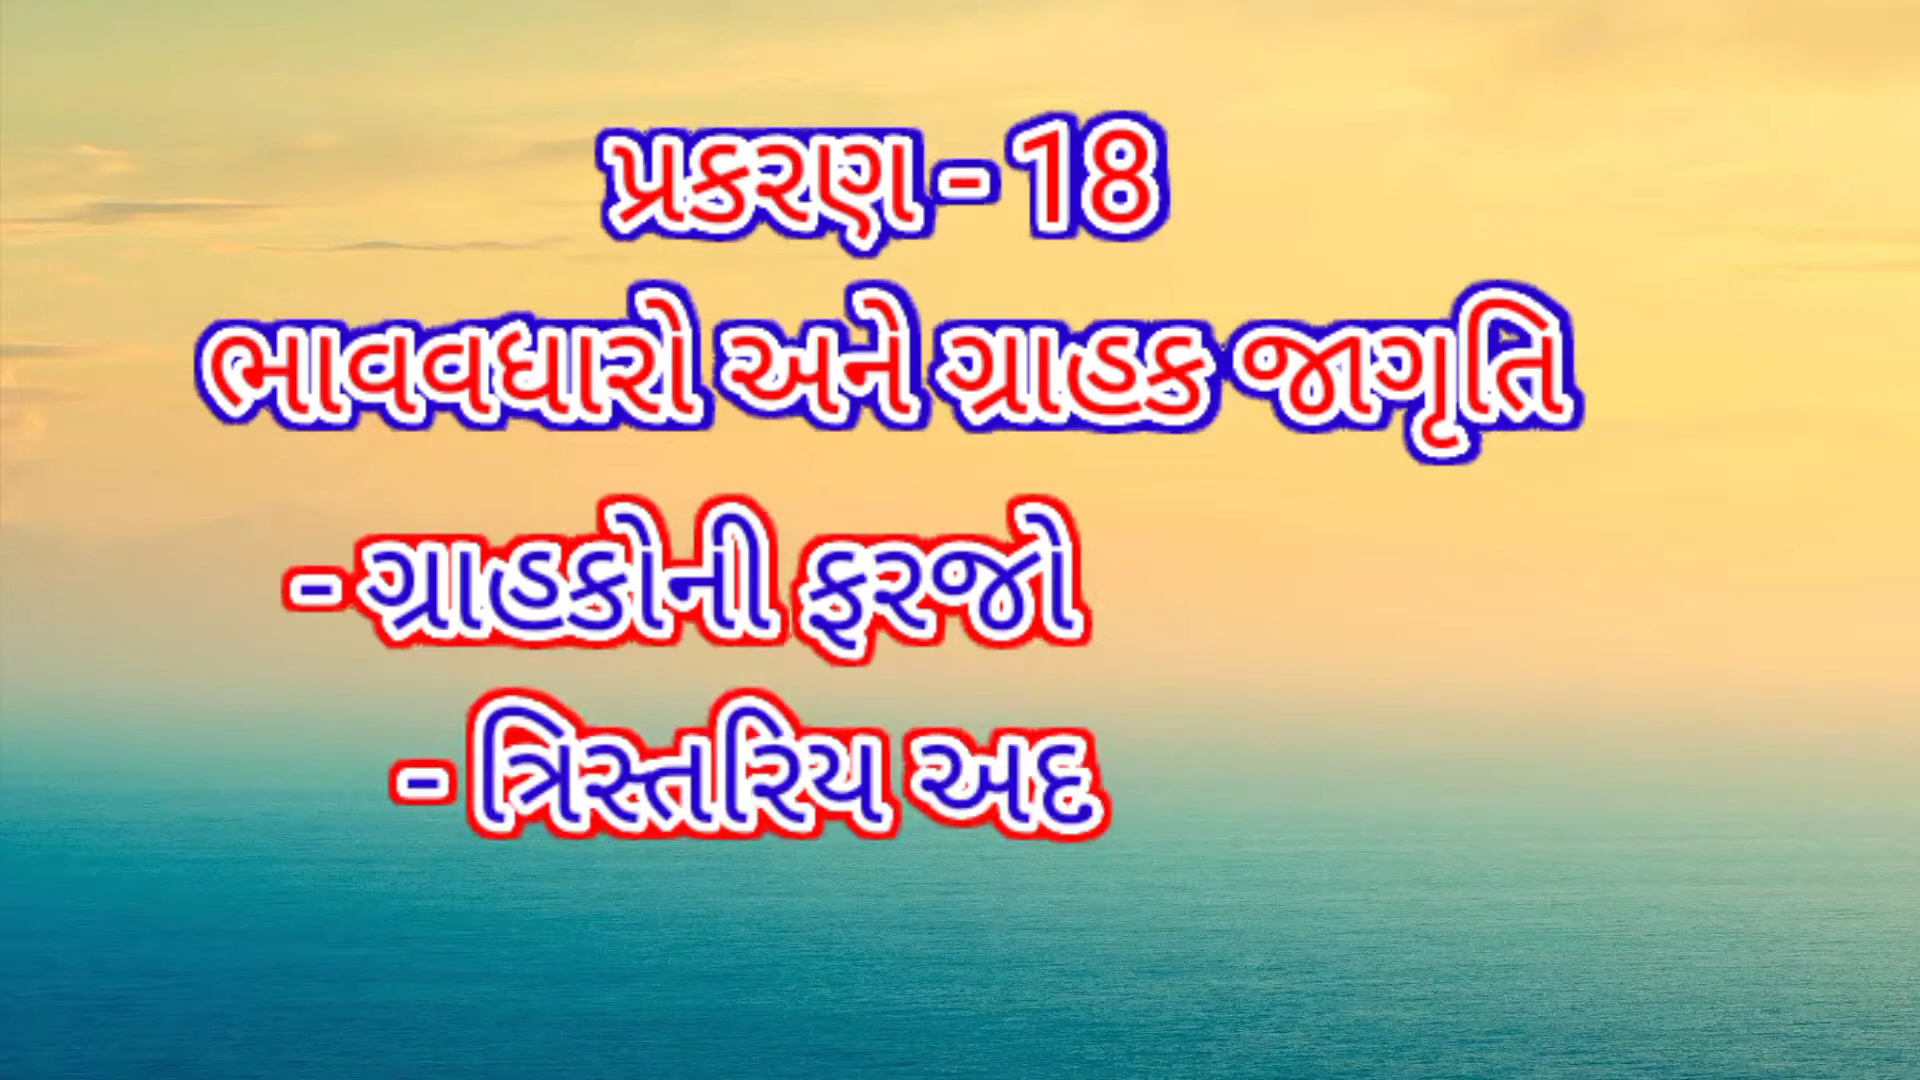 પ્રકરણ - 18
ભાવવધારો અને ગ્રાહક જાગૃતિ
- ગ્રાહકોની ફરજો
- ત્રિસ્તરિય અદ